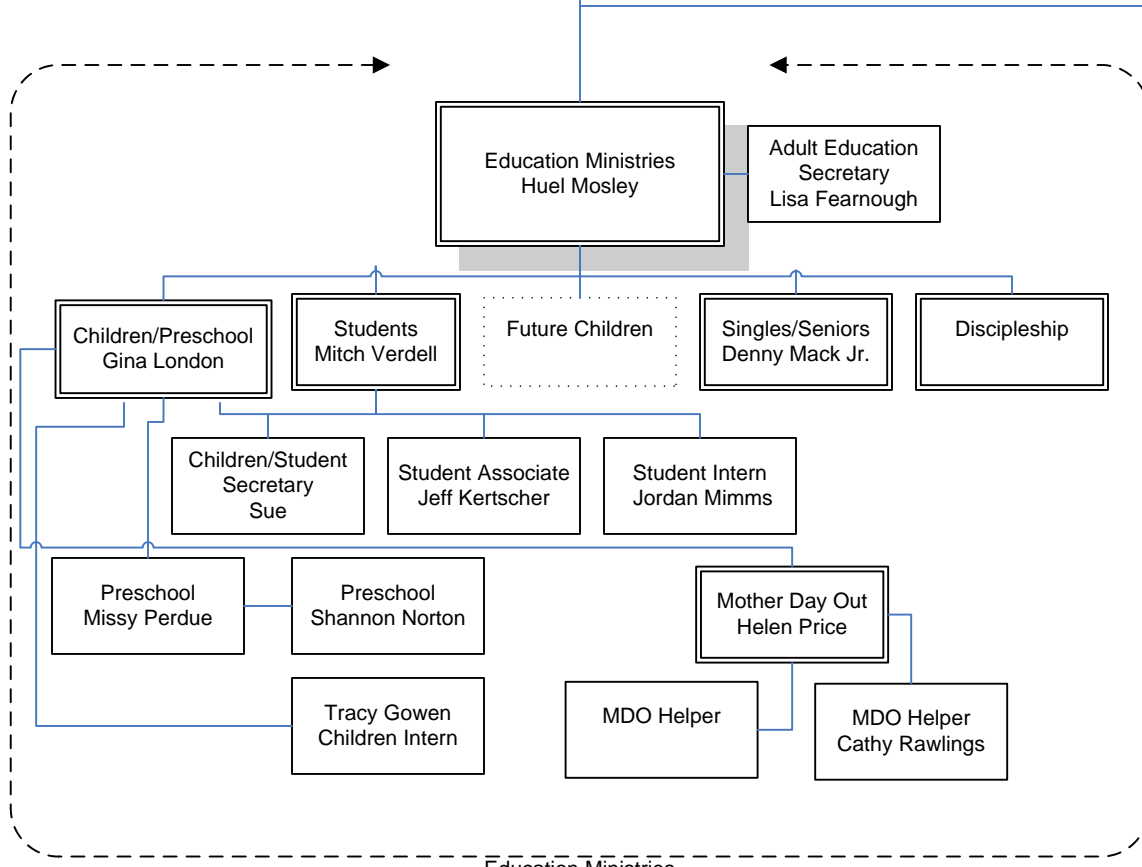 Education Ministries
Huel Mosley
Adult Education
Secretary
Lisa Fearnough
Children/Preschool
Gina London
Students
Mitch Verdell
Future Children
Singles/Seniors
Denny Mack Jr.
Discipleship
Children/Student
Secretary
Sue
Student Associate
Jeff Kertscher
Student Intern
Jordan Mimms
Preschool
Missy Perdue
Preschool
Shannon Norton
Mother Day Out
Helen Price
Tracy Gowen
Children Intern
MDO Helper
MDO Helper
Cathy Rawlings
Education Ministries